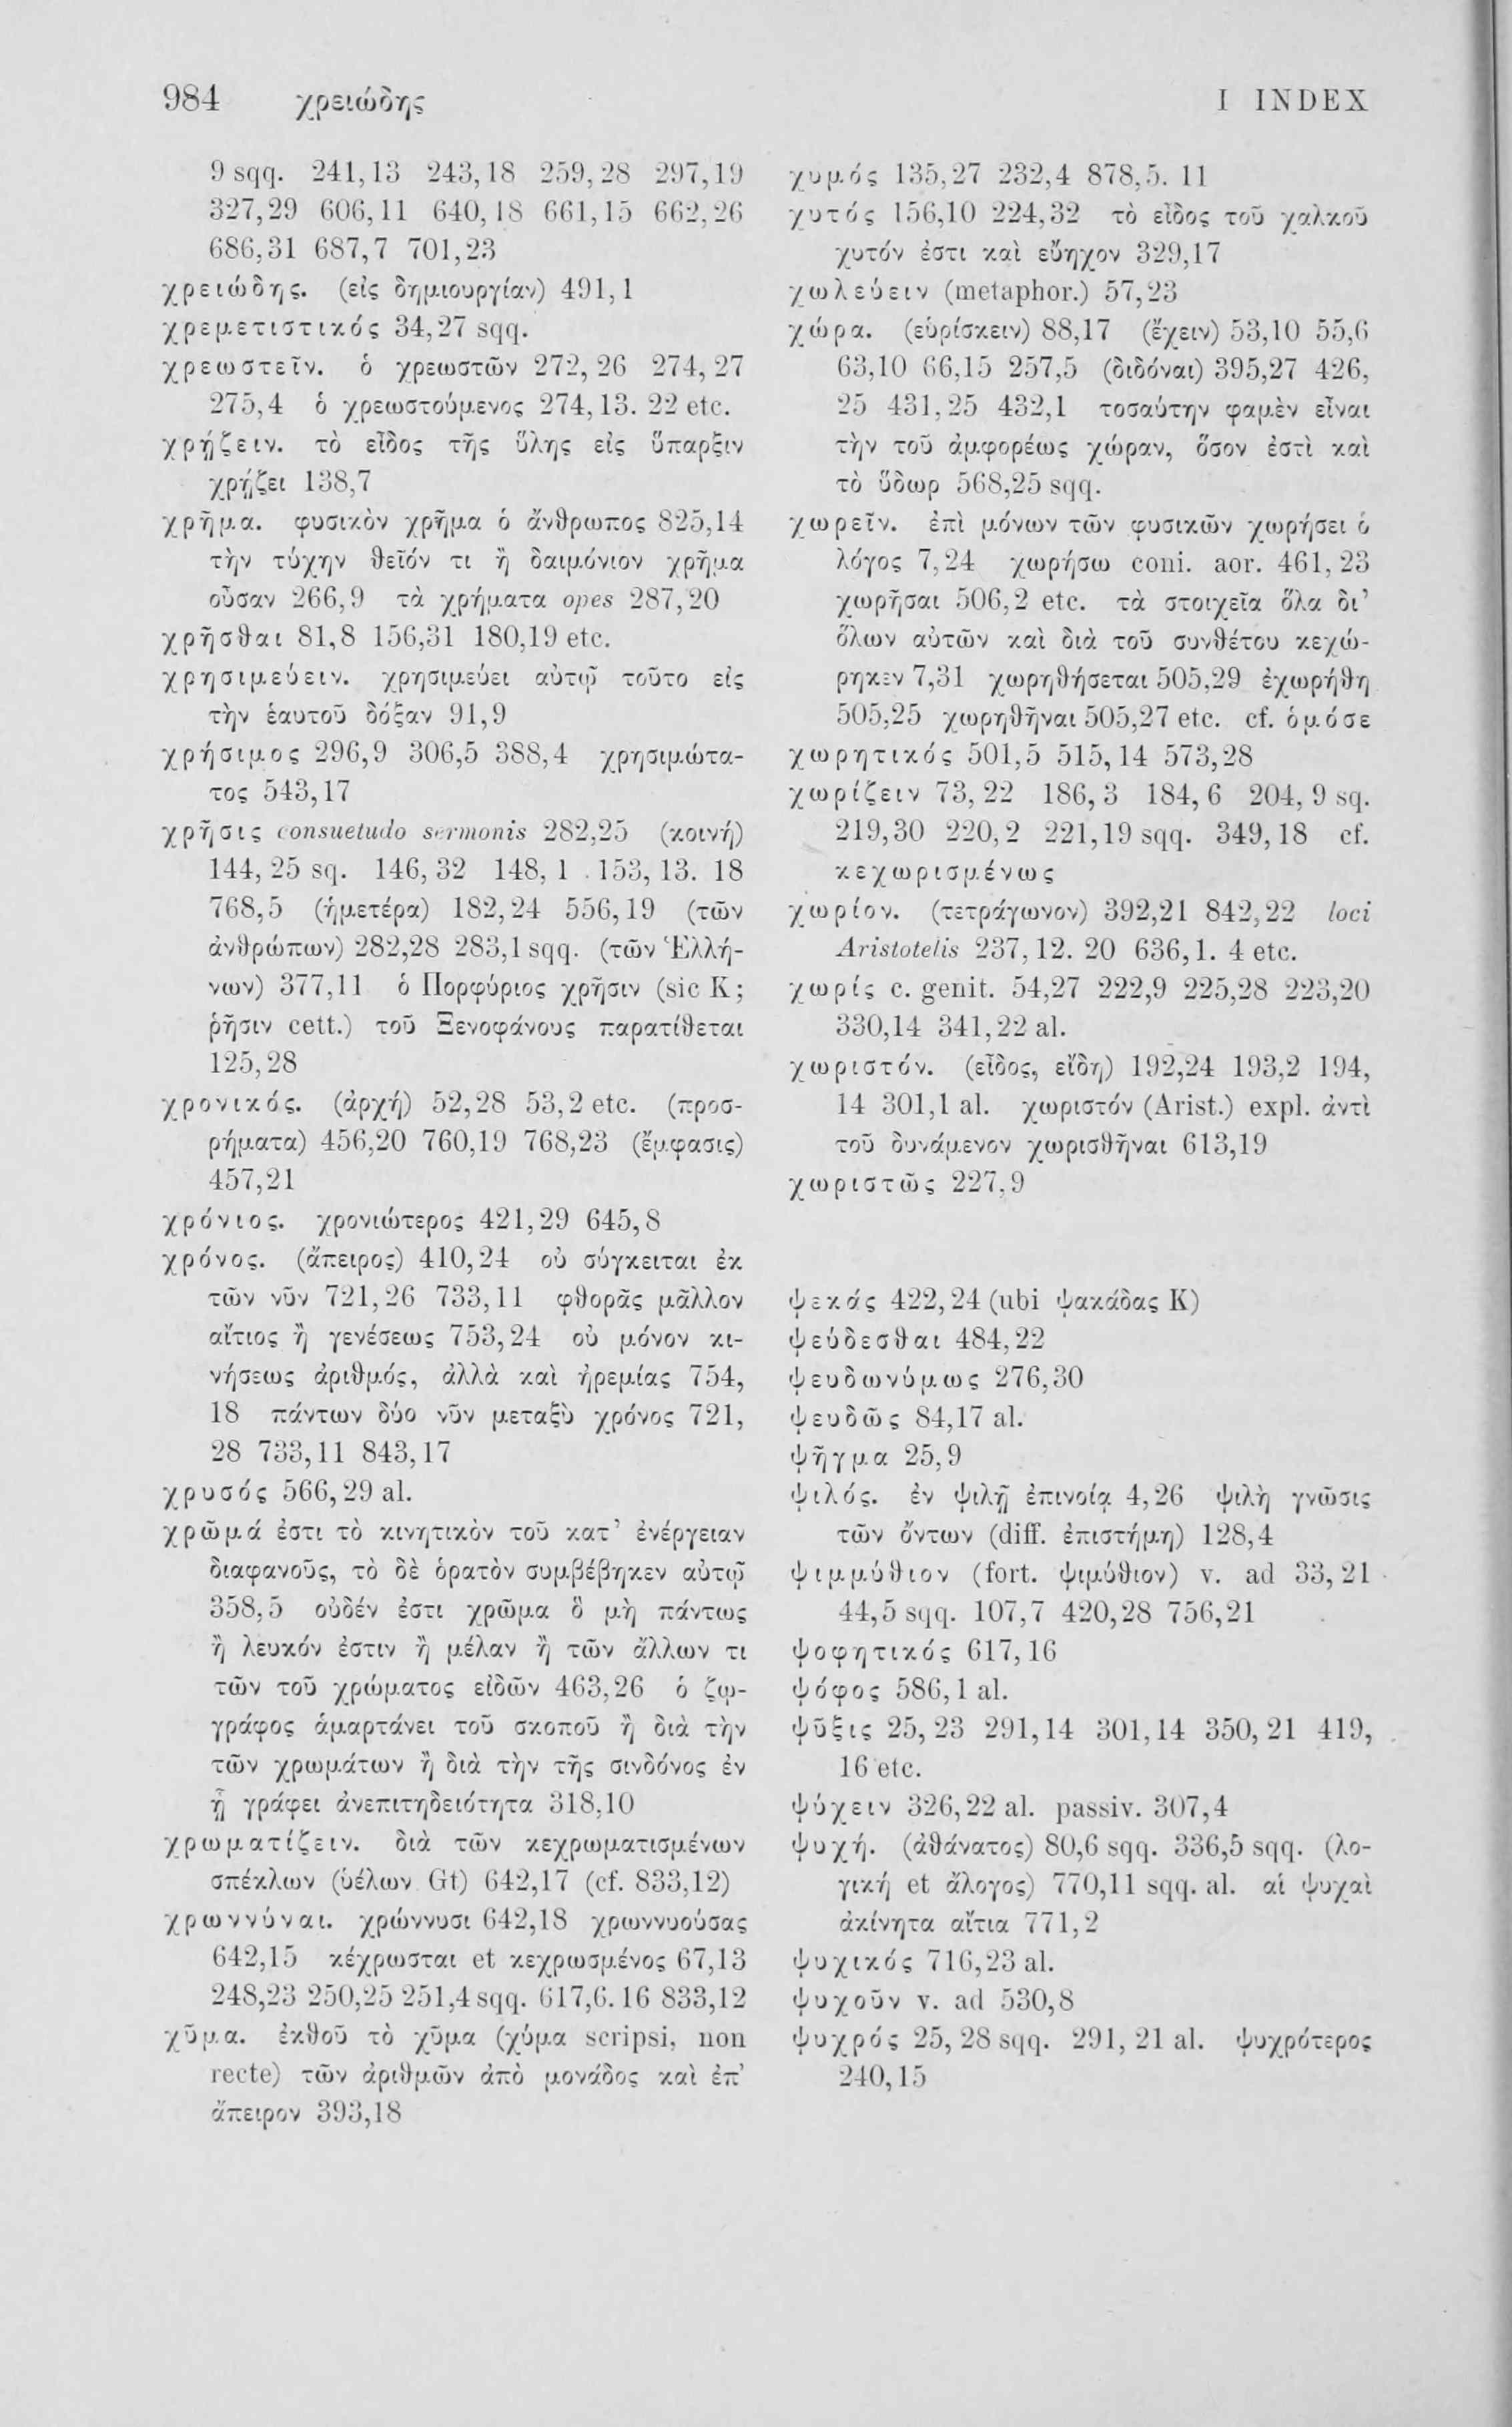 984 χρειώδης I INDEX
9 sqq. 241,13 243,18 259,28 297,19
327,29 606,11 640,18 661,15 662,26
686,31 687,7 701,23
χρειώδης. (εἰς δημιουργίαν) 491,1
χρεμετιστικός 34,27 sqq.
χρεωστεῖν. ὁ χρεωστῶν 272,26 274,27
275,4 ὁ χρεωστούμενος 274,13. 22 etc.
χρῄζειν. τὸ εἶδος τῆς ὕλης εἰς ὕπαρξιν
χρῄζει 138,7
χρῆμα. φυσικὸν χρῆμα ὁ ἄνθρωπος 825,14
τὴν τύχην θεῖόν τι ἢ δαιμόνιον χρῆμα
οὖσαν 266,9 τὰ χρήματα opes 287,20
χρῆσθαι 81,8 156,31 180,19 etc.
χρησιμεύειν. χρησιμεύει αὐτῷ τοῦτο εἰς
τὴν ἑαυτοῦ δόξαν 91,9
χρήσιμος 296,9 306,5 388,4 χρησιμώτα-
τος 543,17
χρῆσις consuetudo sermonis 282,25 (κοινή)
144,25 sq. 146,32 148,1 153,13. 18
768,5 (ἡμετέρα) 182,24 556,19 (τῶν
ἀνθρώπων) 282,28 283,1 sqq. (τῶν Ἑλλή-
νων) 377,11 ὁ Πορφύριος χρῆσιν (sic K;
ῥῆσιν cett.) τοῦ Ξενοφάνους παρατίθεται
125,28
χρονικός. (ἀρχή) 52,28 53,2 etc. (προσ-
ρήματα) 456,20 760,19 768,23 (ἔμφασις)
457,21
χρόνιος. χρονιώτερος 421,29 645,8
χρόνος. (ἄπειρος) 410,24 οὐ σύγκειται ἐκ
τῶν νῦν 721,26 733,11 φθορᾶς μᾶλλον
αἴτιος ἢ γενέσεως 753,24 οὐ μόνον κι-
νήσεως ἀριθμός, ἀλλὰ καὶ ἠρεμίας 754,
18 πάντων δύο νῦν μεταξὺ χρόνος 721,
28 733,11 843,17
χρυσός 566,29 al.
χρῶμά ἐστι τὸ κινητικὸν τοῦ κατ’ ἐνέργειαν
διαφανοῦς, τὸ δὲ ὁρατὸν συμβέβηκεν αὐτῷ
358,5 οὐδέν ἐστι χρῶμα ὃ μὴ πάντως
ἢ λευκόν ἐστιν ἢ μέλαν ἢ τῶν ἄλλων τι
τῶν τοῦ χρώματος εἰδῶν 463,26 ὁ ζω-
γράφος ἁμαρτάνει τοῦ σκοποῦ ἢ διὰ τὴν
τῶν χρωμάτων ἢ διὰ τὴν τῆς σινδόνος ἐν
ᾗ γράφει ἀνεπιτηδειότητα 318,10
χρωματίζειν. διὰ τῶν κεχρωματισμένων
σπέκλων (ὑέλων Gt) 642,17 (cf. 833,12)
χρωννύναι. χρώννυσι 642,18 χρωννυούσας
642,15 κέχρωσται et κεχρωσμένος 67,13
248,23 250,25 251,4 sqq. 617,6. 16 833,12
χῦμα. ἐκθοῦ τὸ χῦμα (χύμα scripsi, non
recte) τῶν ἀριθμῶν ἀπὸ μονάδος καὶ ἐπ’
ἄπειρον 393,18
χυμός 135,27 232,4 878,5. 11
χυτός 156,10 224,32 τὸ εἶδος τοῦ χαλκοῦ
χυτόν ἐστι καὶ εὔηχον 329,17
χωλεύειν (metaphor.) 57,23
χώρα. (εὑρίσκειν) 88,17 (ἔχειν) 53,10 55,6
63,10 66,15 257,5 (διδόναι) 395,27 426,
25 431,25 432,1 τοσαύτην φαμὲν εἶναι
τὴν τοῦ ἀμφορέως χώραν, ὅσον ἐστὶ καὶ
τὸ ὕδωρ 568,25 sqq.
χωρεῖν. ἐπὶ μόνων τῶν φυσικῶν χωρήσει ὁ
λόγος 7,24 χωρήσω coni. aor. 461,23
χωρῆσαι 506,2 etc. τὰ στοιχεῖα ὅλα δι’
ὅλων αὐτῶν καὶ διὰ τοῦ συνθέτου κεχώ-
ρηκεν 7,31 χωρηθήσεται 505,29 ἐχωρήθη
505,25 χωρηθῆναι 505,27 etc. cf. ὁμόσε
χωρητικός 501,5 515,14 573,28
χωρίζειν 73,22 186,3 184,6 204,9 sq.
219,30 220,2 221,19 sqq. 349,18 cf.
κεχωρισμένως
χωρίον. (τετράγωνον) 392,21 842,22 loci
Aristotelis 237,12. 20 636,1. 4 etc.
χωρίς c. genit. 54,27 222,9 225,28 223,20
330,14 341,22 al.
χωριστόν. (εἶδος, εἴδη) 192,24 193,2 194,
14 301,1 al. χωριστόν (Arist.) expl. ἀντὶ
τοῦ δυνάμενον χωρισθῆναι 613,19
χωριστῶς 227,9
ψεκάς 422,24 (ubi ψακάδας K)
ψεύδεσθαι 484,22
ψευδωνύμως 276,30
ψευδῶς 84,17 al.
ψῆγμα 25,9
ψιλός. ἐν ψιλῇ ἐπινοίᾳ 4,26 ψιλὴ γνῶσις
τῶν ὄντων (diff. ἐπιστήμη) 128,4
ψιμμύθιον (fort. ψιμύθιον) v. ad 33,21
44,5 sqq. 107,7 420,28 756,21
ψοφητικός 617,16
ψόφος 586,1 al.
ψῦξις 25,23 291,14 301,14 350,21 419,
16 etc.
ψύχειν 326,22 al. passiv. 307,4
ψυχή. (ἀθάνατος) 80,6 sqq. 336,5 sqq. (λο-
γική et ἄλογος) 770,11 sqq. al. αἱ ψυχαὶ
ἀκίνητα αἴτια 771,2
ψυχικός 716,23 al.
ψυχοῦν v. ad 530,8
ψυχρός 25,28 sqq. 291,21 al. ψυχρότερος
240,15